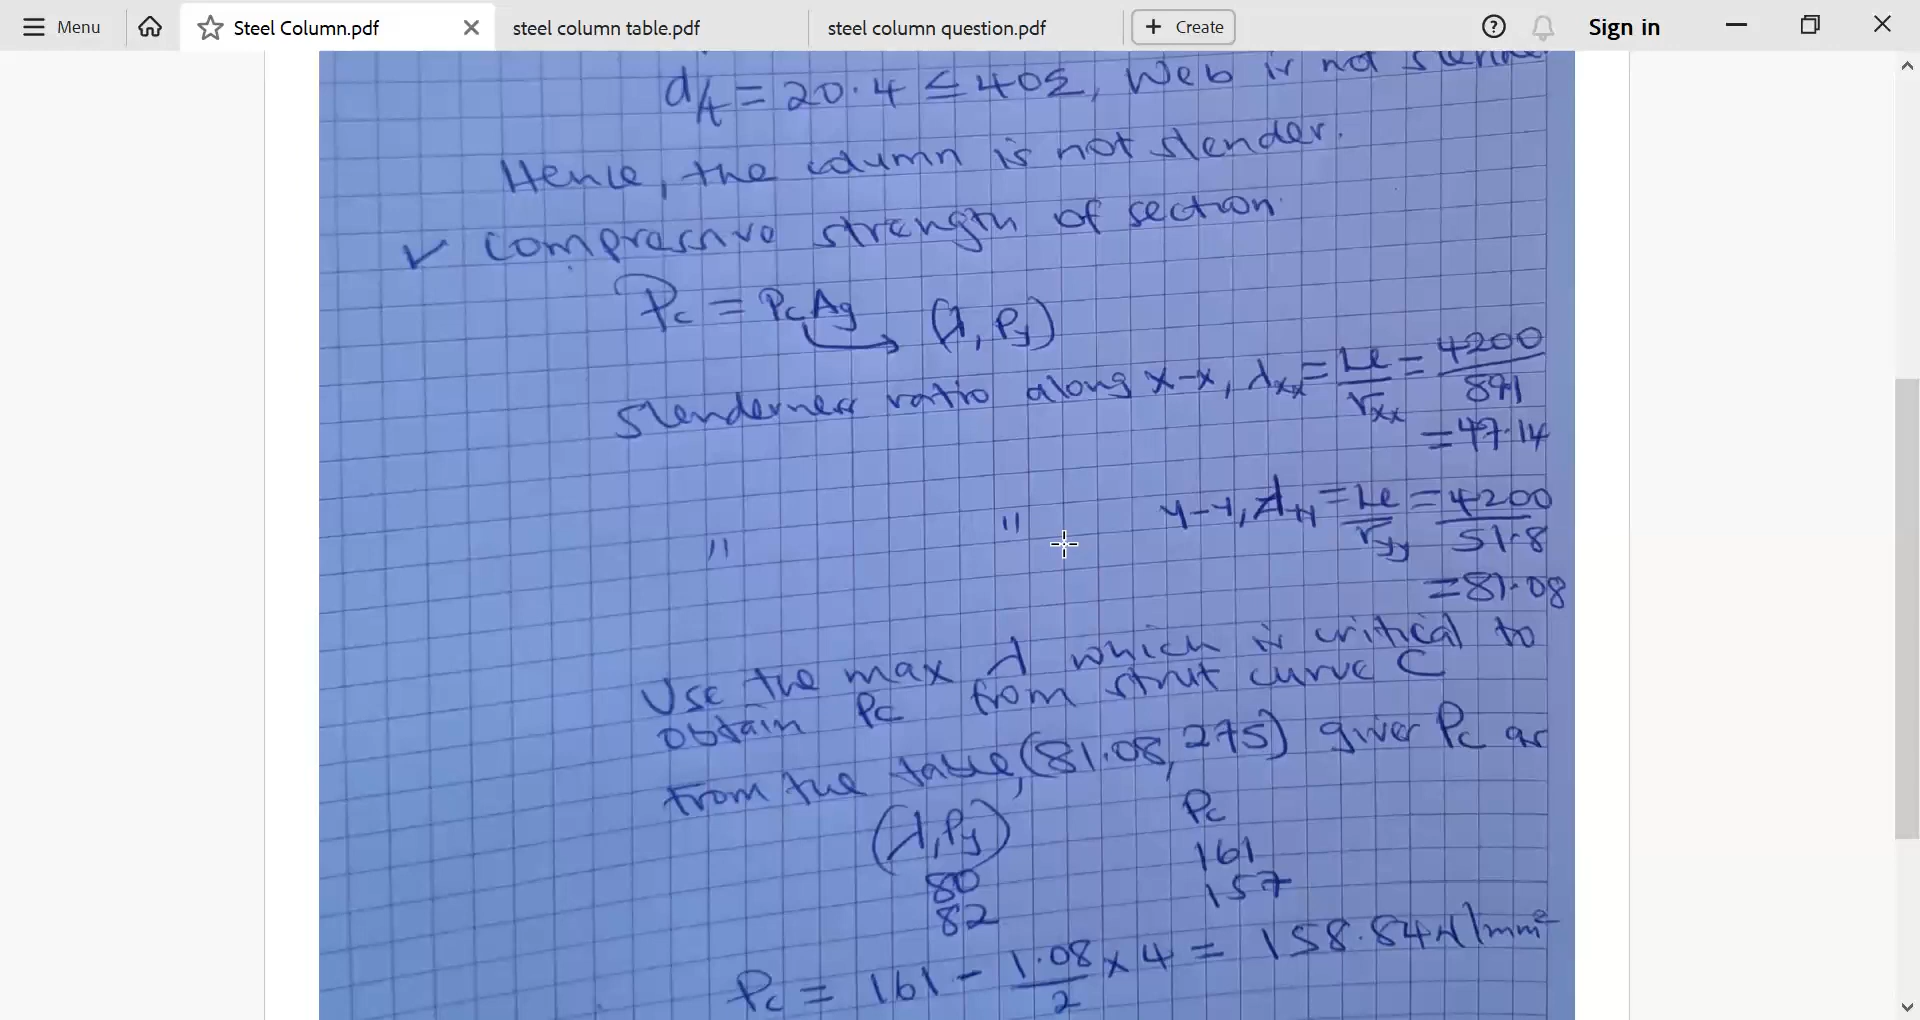 Menu
Steel Column.pdf
steel column table.pdf
steel column question.pdf
+ Create
Sign in
d/t = 20.4 ≤ 40ε, Web is not slender
Hence, the column is not slender.
✓ Compressive strength of section.
Pc = PcAg → (λ, Py)
Slenderness ratio along x-x, λxx = Le/rxx = 4200/89.1
= 47.14
" " y-y, λyy = Le/ryy = 4200/51.8
= 81.08
Use the max λ which is critical to
obtain Pc from strut curve C
From the table, (81.08, 275) gives Pc as
(λ, Py) Pc
80 161
82 157
Pc = 161 - 1.08/2 × 4 = 158.84N/mm²